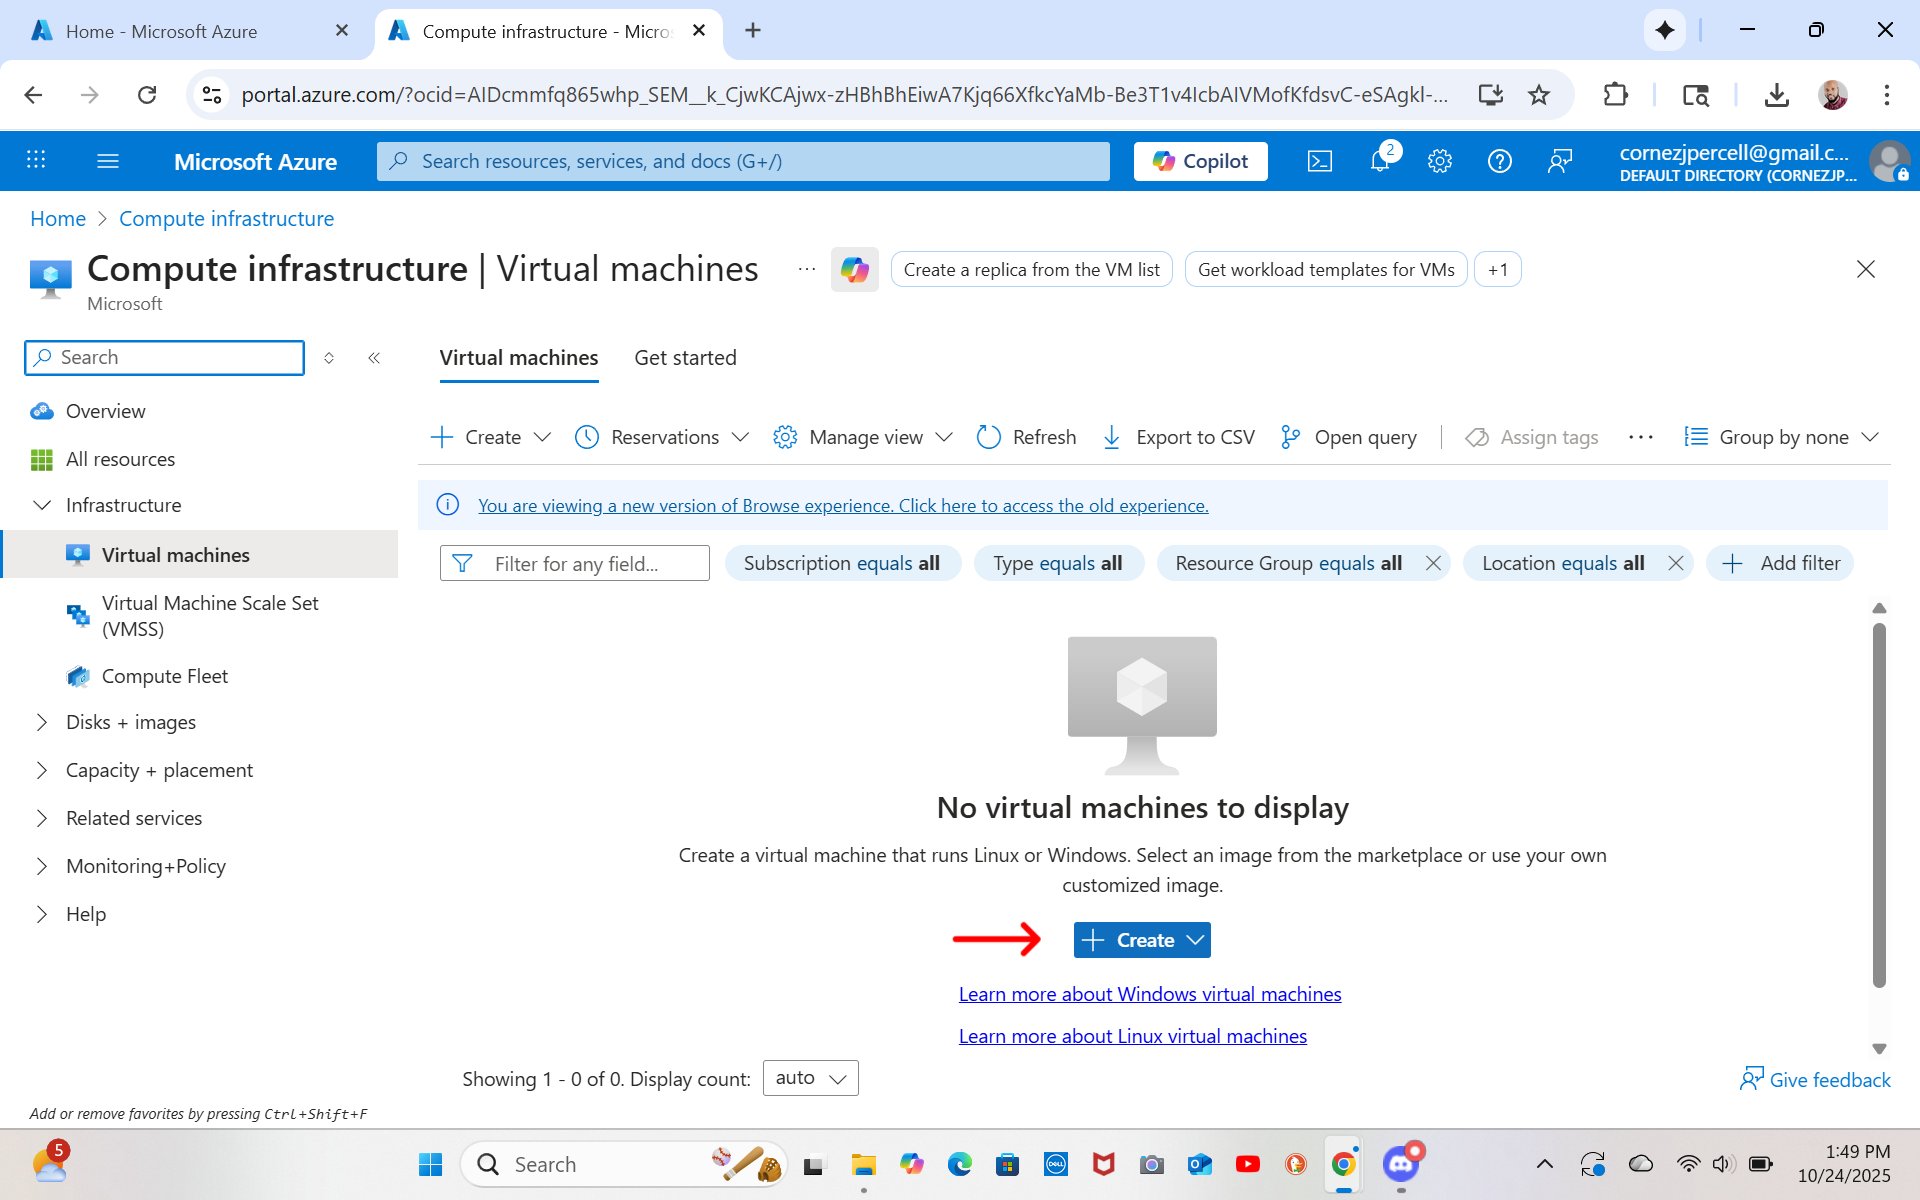 Home - Microsoft Azure
Compute infrastructure - Micros
portal.azure.com/?ocid=AIDcmmfq865whp_SEM__k_CjwKCAjwx-zHBhBhEiwA7Kjq66XfkcYaMb-Be3T1v4IcbAIVMofKfdsvC-eSAgkI-...
Microsoft Azure
Search resources, services, and docs (G+/)
Copilot
2
cornezjpercell@gmail.c...
DEFAULT DIRECTORY (CORNEZJP...
Home > Compute infrastructure
Compute infrastructure | Virtual machines
...
Create a replica from the VM list
Get workload templates for VMs
+1
Microsoft
Search
Virtual machines
Get started
Overview
All resources
Infrastructure
Virtual machines
Virtual Machine Scale Set
(VMSS)
Compute Fleet
Disks + images
Capacity + placement
Related services
Monitoring+Policy
Help
Create
Reservations
Manage view
Refresh
Export to CSV
Open query
Assign tags
...
Group by none
You are viewing a new version of Browse experience. Click here to access the old experience.
Filter for any field...
Subscription equals all
Type equals all
Resource Group equals all
Location equals all
Add filter
No virtual machines to display
Create a virtual machine that runs Linux or Windows. Select an image from the marketplace or use your own
customized image.
Create
Learn more about Windows virtual machines
Learn more about Linux virtual machines
Showing 1 - 0 of 0. Display count:
auto
Give feedback
Add or remove favorites by pressing Ctrl+Shift+F
5
Search
DELL
1:49 PM
10/24/2025